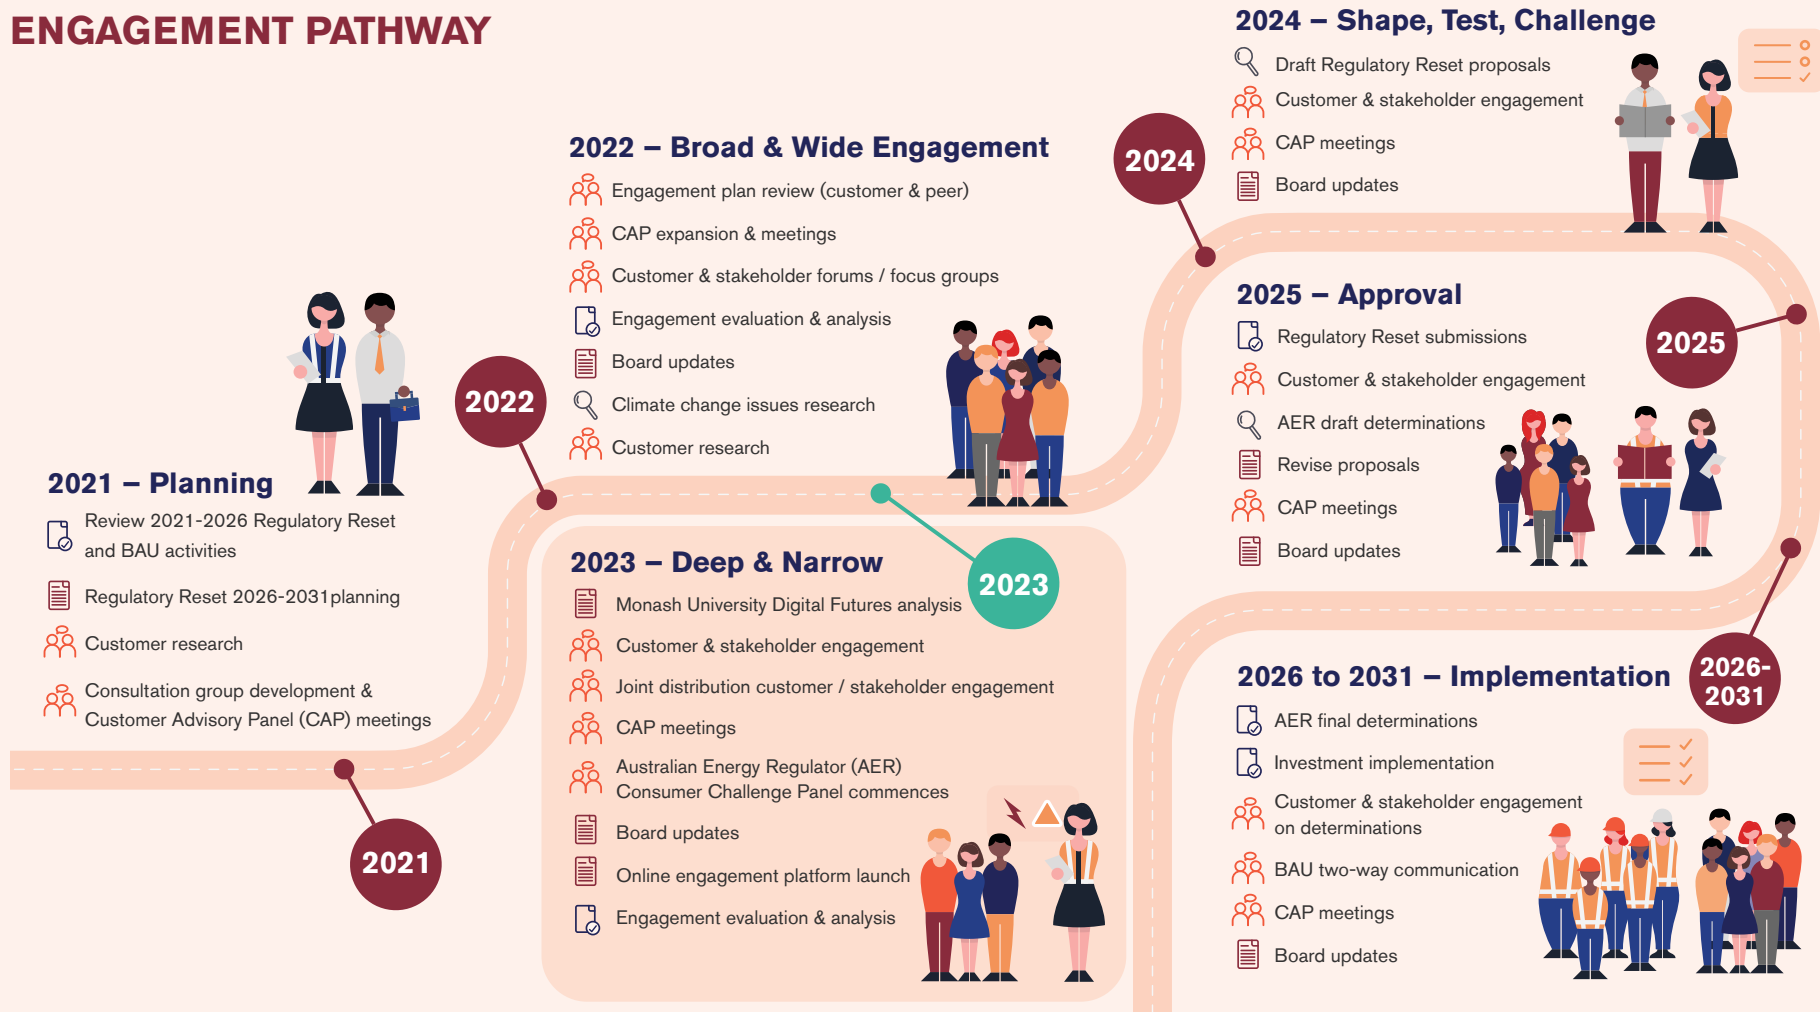 ENGAGEMENT PATHWAY
2021 – Planning
Review 2021-2026 Regulatory Reset
and BAU activities
Regulatory Reset 2026-2031planning
Customer research
Consultation group development &
Customer Advisory Panel (CAP) meetings
2021
2022 – Broad & Wide Engagement
Engagement plan review (customer & peer)
CAP expansion & meetings
Customer & stakeholder forums / focus groups
Engagement evaluation & analysis
Board updates
Climate change issues research
Customer research
2022
2023 – Deep & Narrow
Monash University Digital Futures analysis
Customer & stakeholder engagement
Joint distribution customer / stakeholder engagement
CAP meetings
Australian Energy Regulator (AER)
Consumer Challenge Panel commences
Board updates
Online engagement platform launch
Engagement evaluation & analysis
2023
2024 – Shape, Test, Challenge
Draft Regulatory Reset proposals
Customer & stakeholder engagement
CAP meetings
Board updates
2024
2025 – Approval
Regulatory Reset submissions
Customer & stakeholder engagement
AER draft determinations
Revise proposals
CAP meetings
Board updates
2025
2026 to 2031 – Implementation
AER final determinations
Investment implementation
Customer & stakeholder engagement
on determinations
BAU two-way communication
CAP meetings
Board updates
2026-
2031